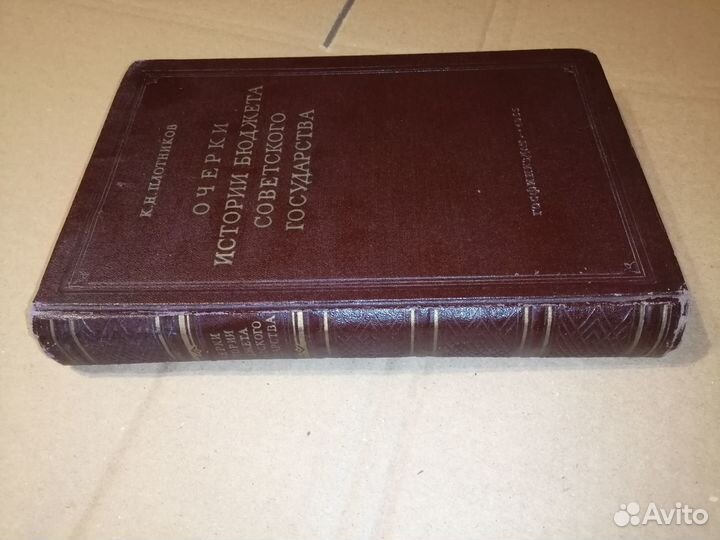 К.Н.ПЛОТНИКОВ
ОЧЕРКИ
ИСТОРИИ БЮДЖЕТА
СОВЕТСКОГО
ГОСУДАРСТВА
Avito